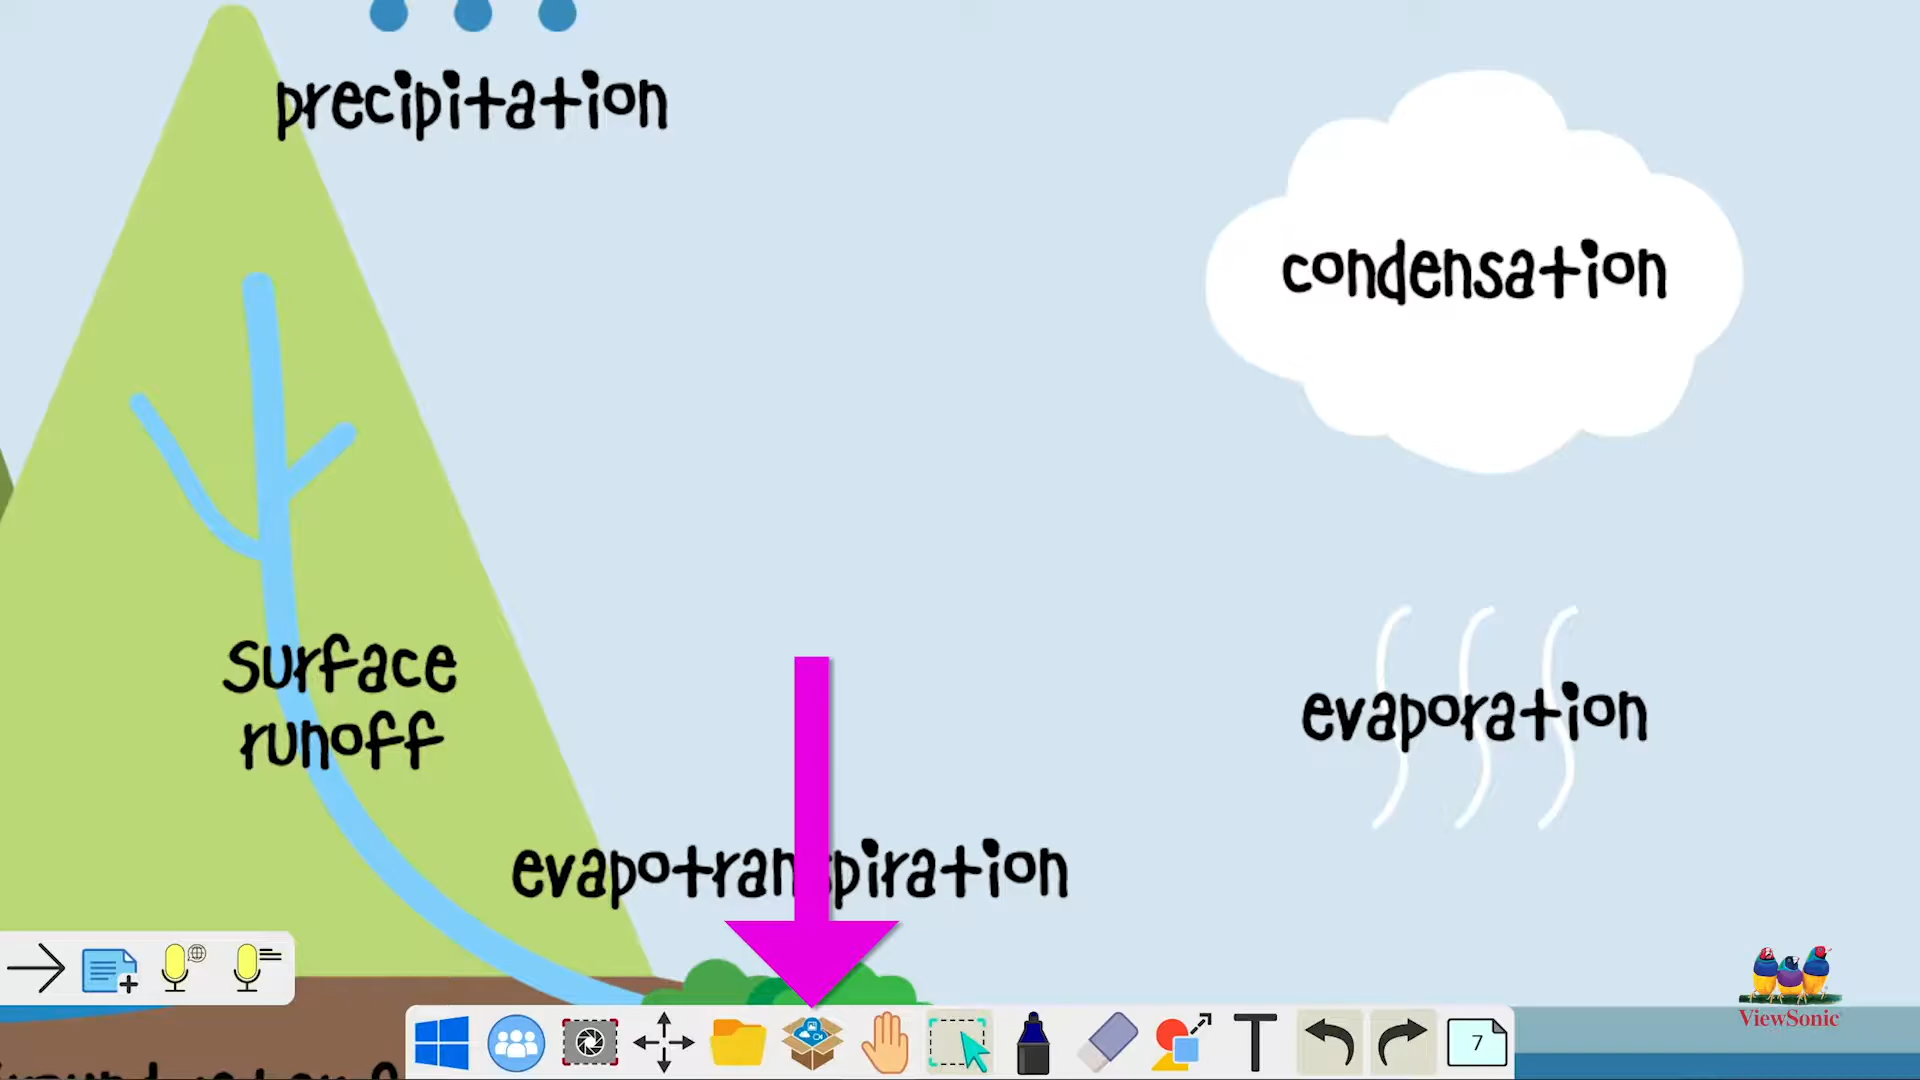 precipitation
condensation
surface
runoff
evaporation
evapotranspiration
ViewSonic
7